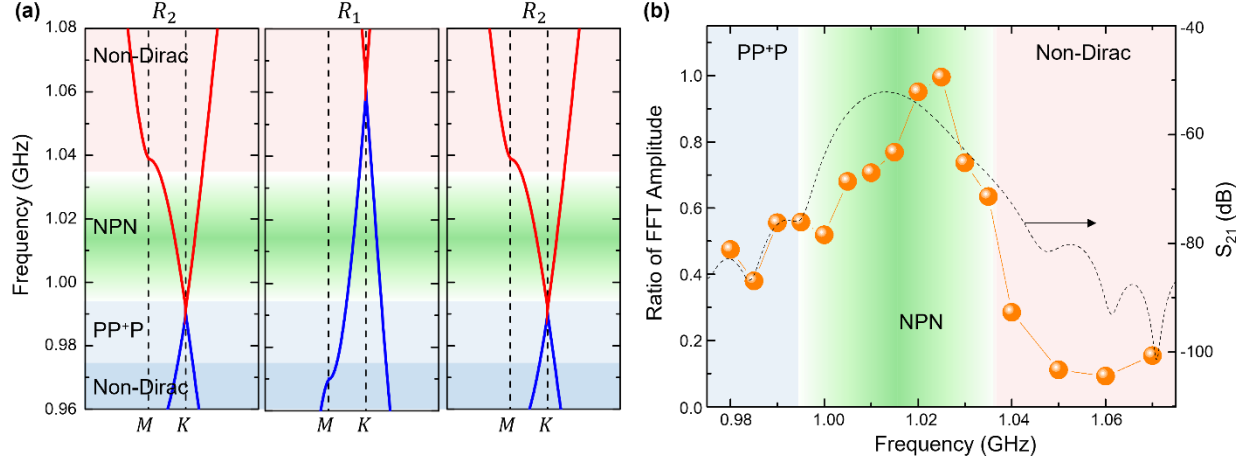 (a)
R₂
R₁
R₂
Frequency (GHz)
1.08
1.06
1.04
1.02
1.00
0.98
0.96
Non-Dirac
NPN
PP⁺P
Non-Dirac
M K
M K
M K
(b)
Ratio of FFT Amplitude
1.0
0.8
0.6
0.4
0.2
0.0
PP⁺P
Non-Dirac
NPN
-40
-60
-80
-100
S₂₁ (dB)
0.98 1.00 1.02 1.04 1.06
Frequency (GHz)